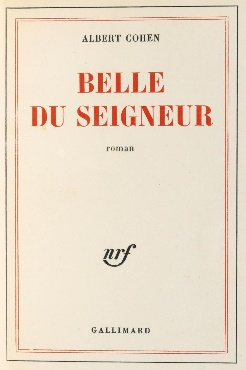 ALBERT COHEN
BELLE
DU SEIGNEUR
roman
nrf
GALLIMARD